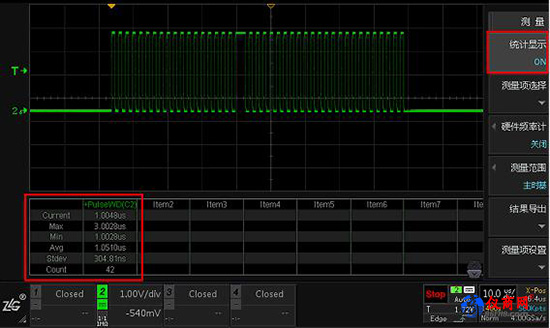 测 量
统计显示
ON
测量项选择
硬件频率计
关闭
测量范围
主时基
结果导出
测量项设置
T
2
+PulseWD(C2) Item2 Item3 Item4 Item5 Item6 Item7
Current 1.0048us
Max 3.0028us
Min 1.0028us
Avg 1.0510us
Stdev 304.81ns
Count 42
ZLG
1 Closed
2 1.00V/div
-540mV
1:1
1MΩ
3 Closed
4 Closed
Stop
2
Auto
T 1.72V
Edge
10.0 us/
X-Pos
Norm 4.00GSa/s